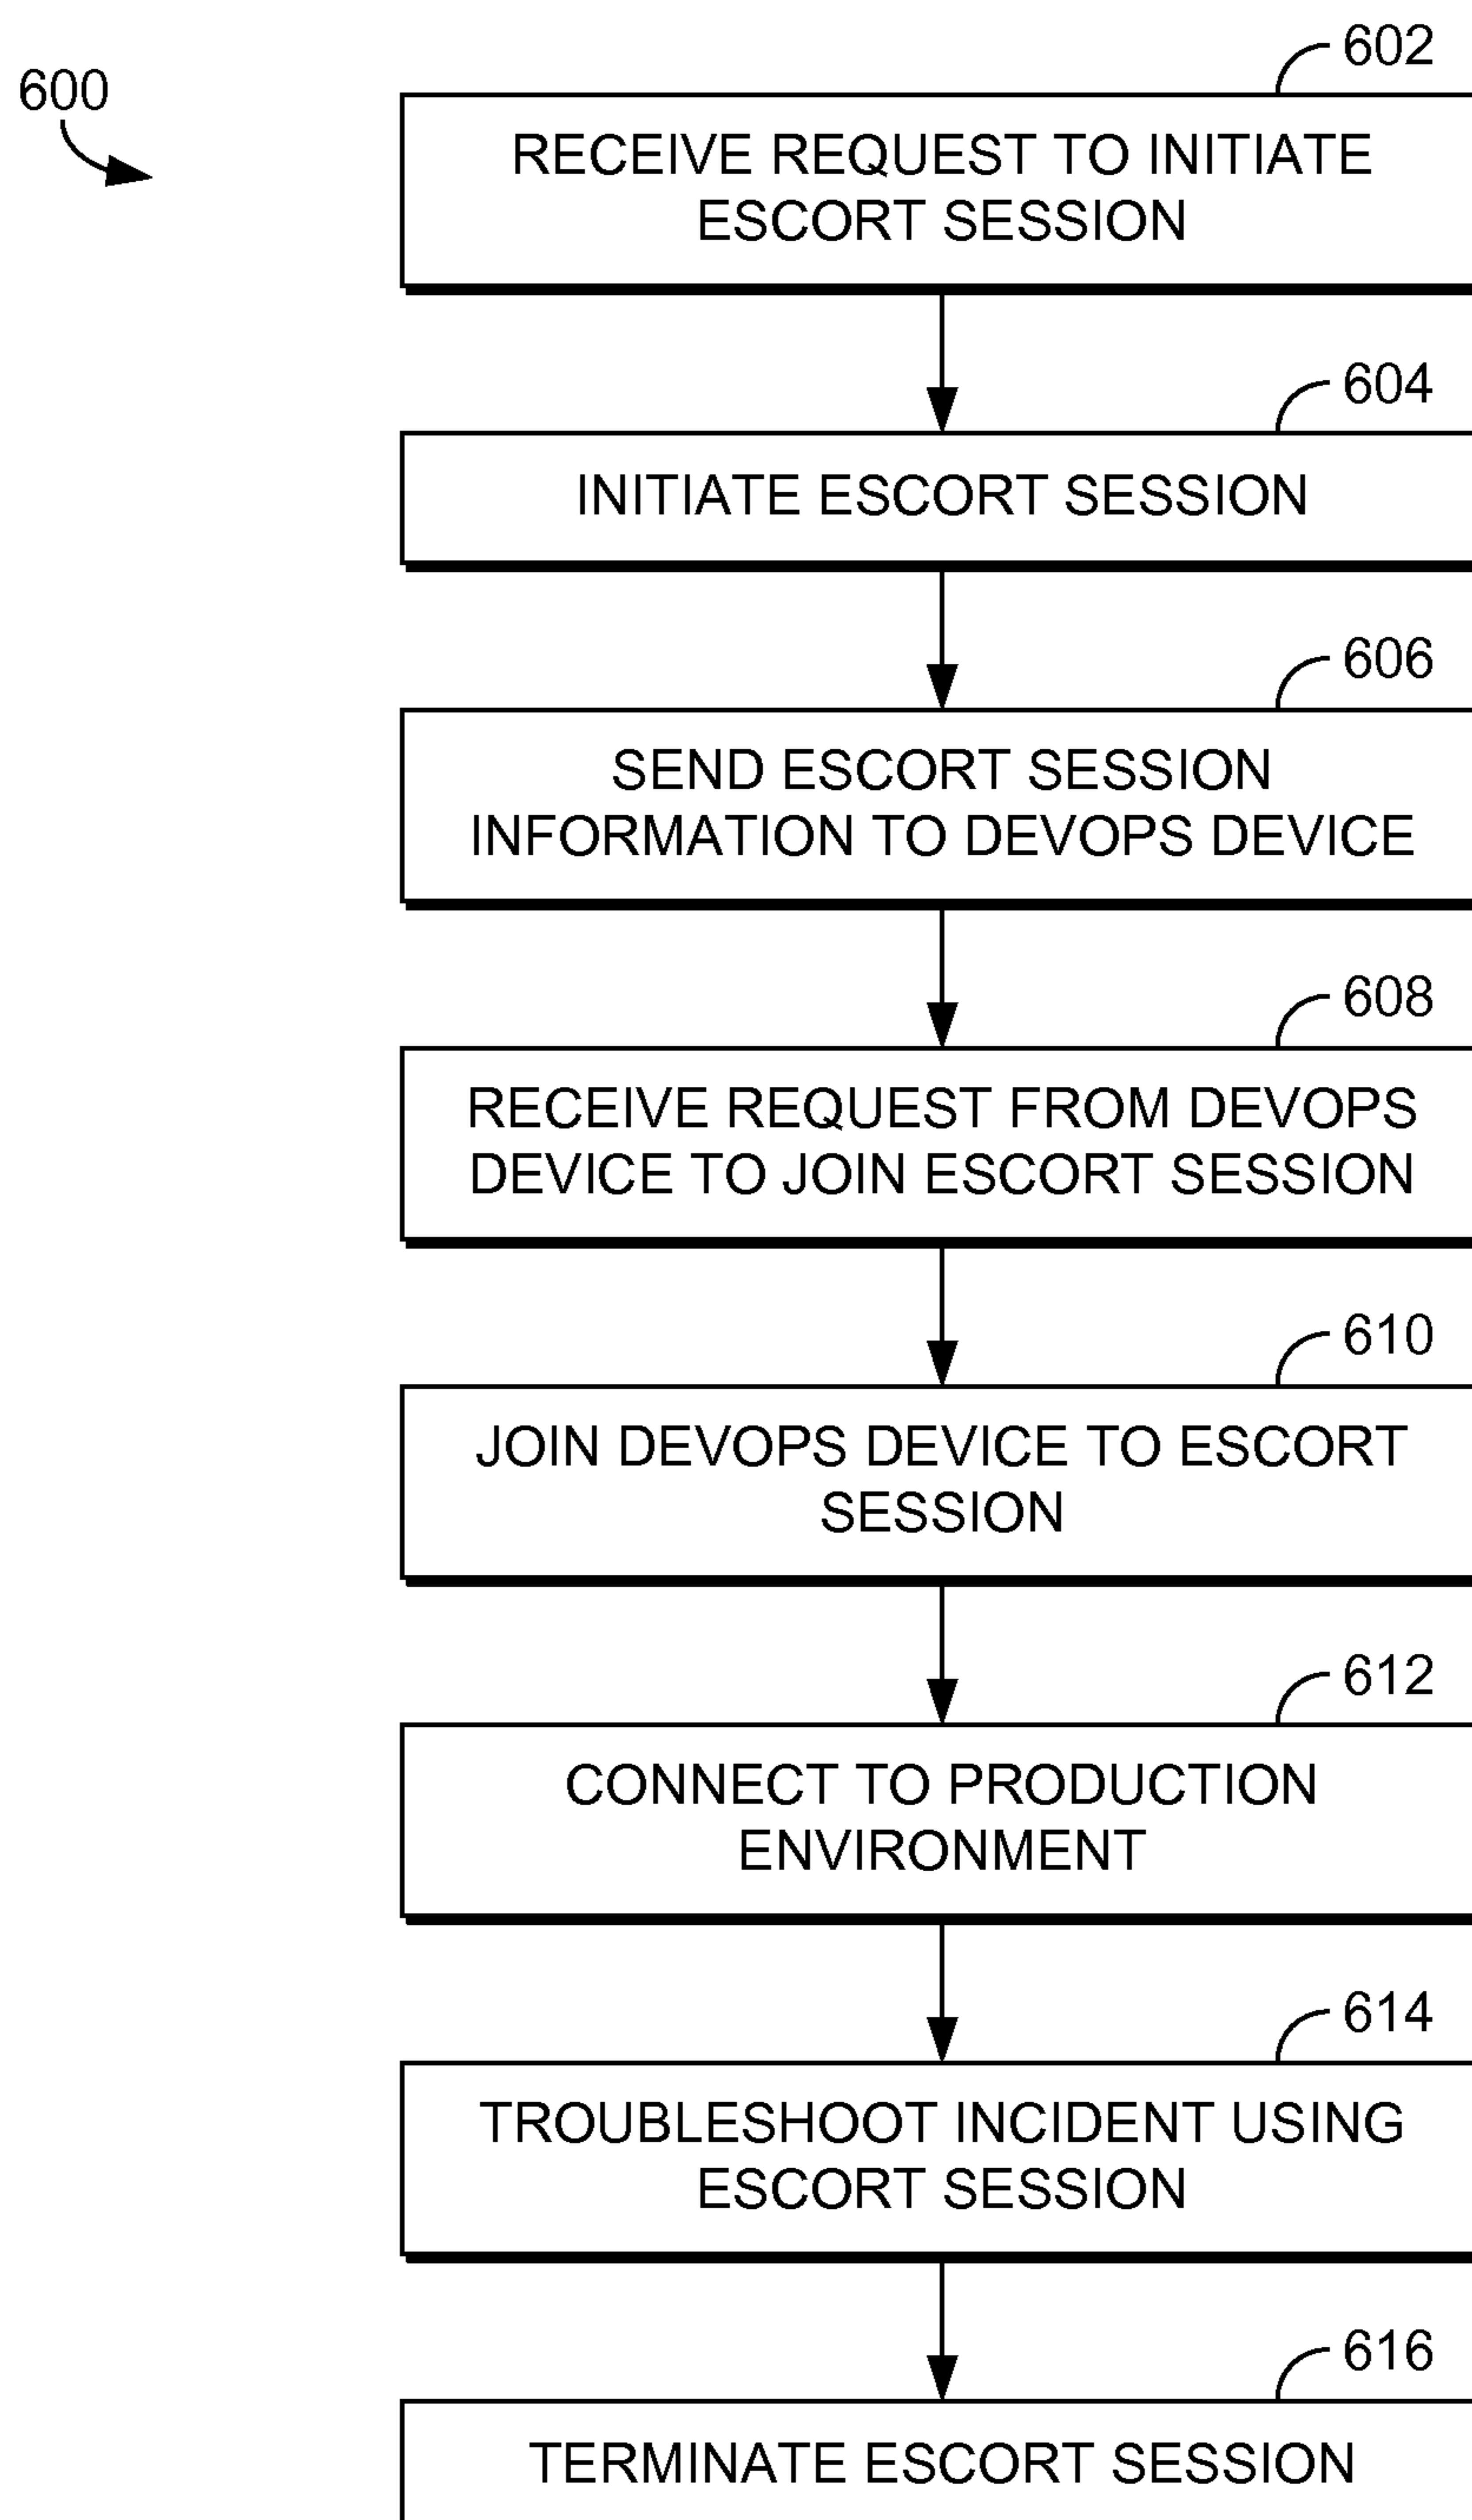 600
602
RECEIVE REQUEST TO INITIATE
ESCORT SESSION
604
INITIATE ESCORT SESSION
606
SEND ESCORT SESSION
INFORMATION TO DEVOPS DEVICE
608
RECEIVE REQUEST FROM DEVOPS
DEVICE TO JOIN ESCORT SESSION
610
JOIN DEVOPS DEVICE TO ESCORT
SESSION
612
CONNECT TO PRODUCTION
ENVIRONMENT
614
TROUBLESHOOT INCIDENT USING
ESCORT SESSION
616
TERMINATE ESCORT SESSION